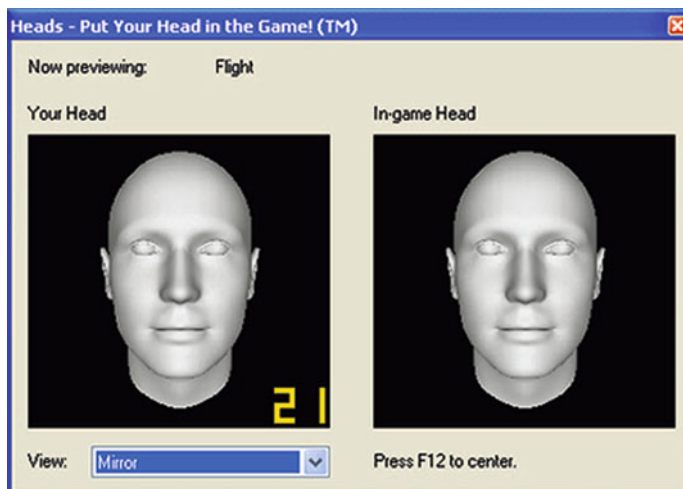 Heads - Put Your Head in the Game! (TM)
Now previewing: Flight
Your Head In-game Head
21
View: Mirror Press F12 to center.